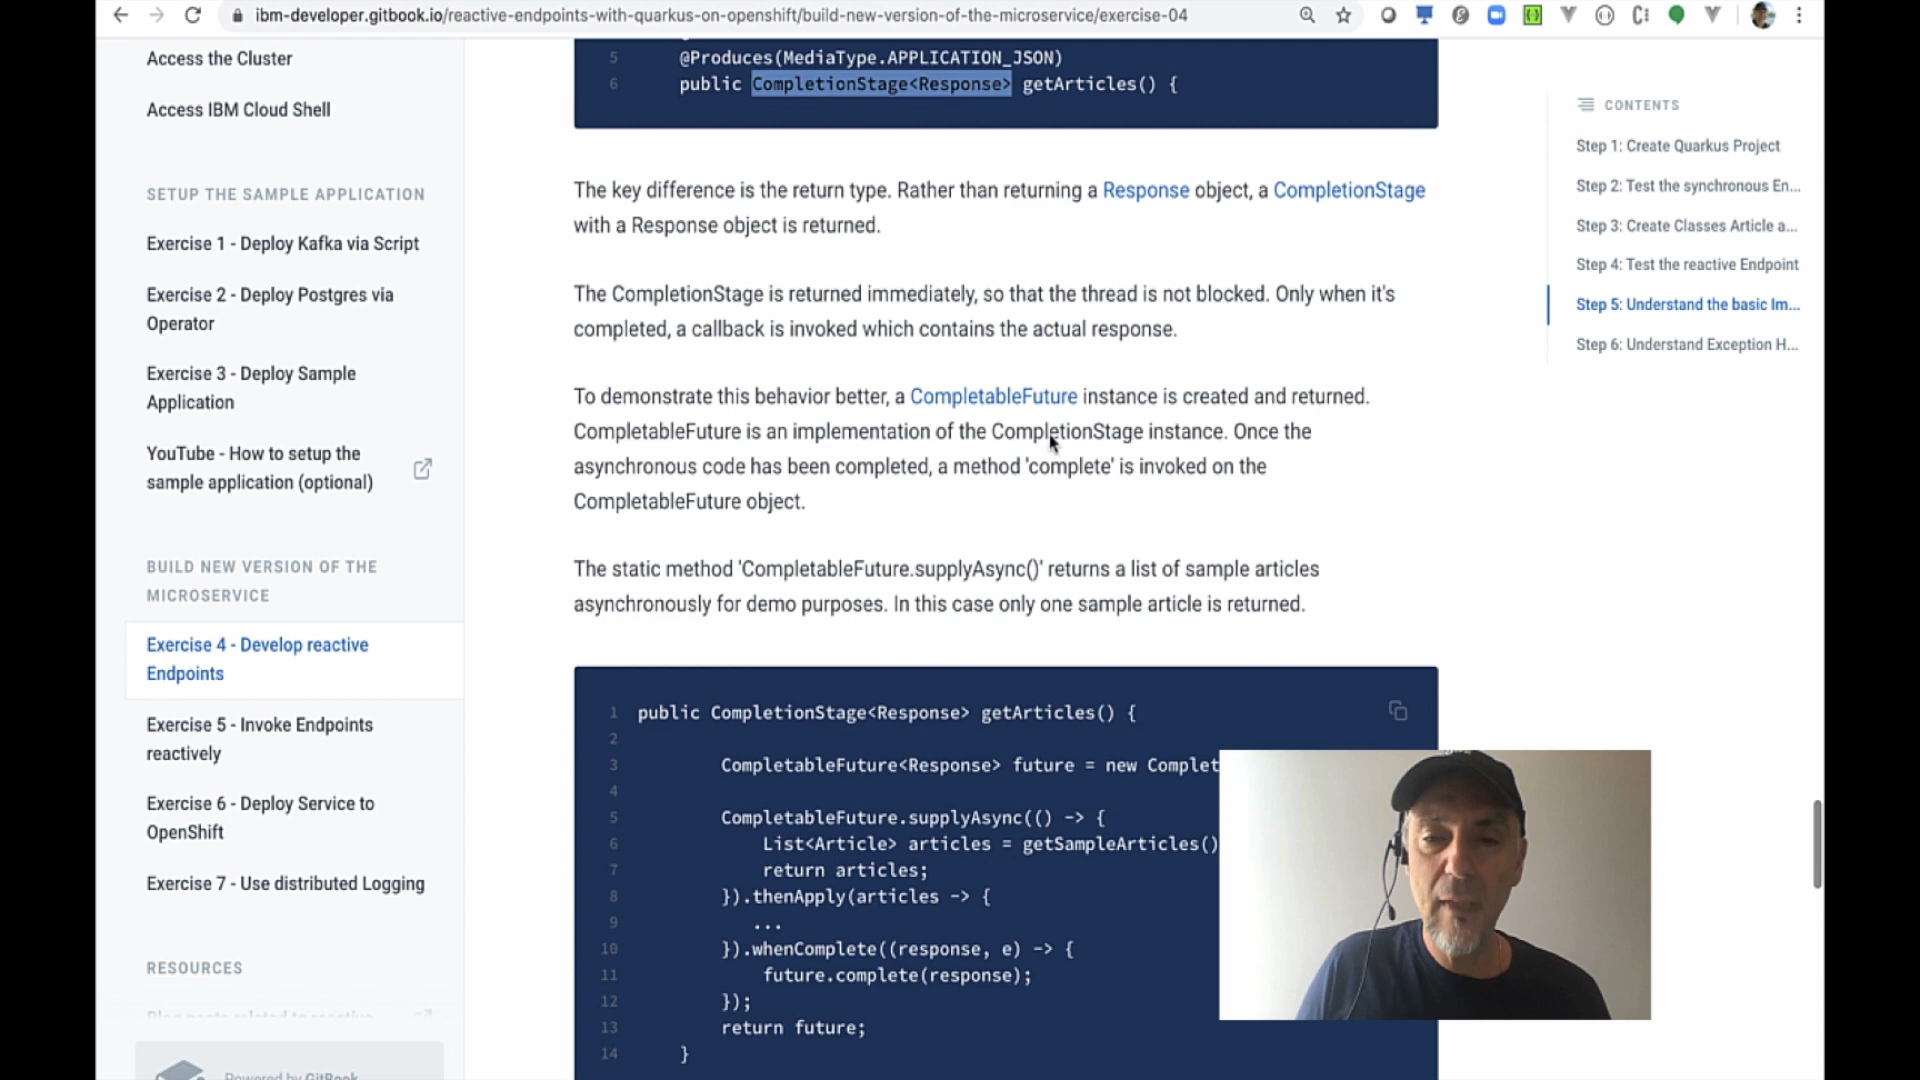 ibm-developer.gitbook.io/reactive-endpoints-with-quarkus-on-openshift/build-new-version-of-the-microservice/exercise-04
Access the Cluster
Access IBM Cloud Shell
SETUP THE SAMPLE APPLICATION
Exercise 1 - Deploy Kafka via Script
Exercise 2 - Deploy Postgres via
Operator
Exercise 3 - Deploy Sample
Application
YouTube - How to setup the
sample application (optional)
BUILD NEW VERSION OF THE
MICROSERVICE
Exercise 4 - Develop reactive
Endpoints
Exercise 5 - Invoke Endpoints
reactively
Exercise 6 - Deploy Service to
OpenShift
Exercise 7 - Use distributed Logging
RESOURCES
Blog posts related to reactive
Powered by GitBook
5 @Produces(MediaType.APPLICATION_JSON)
6 public CompletionStage<Response> getArticles() {
The key difference is the return type. Rather than returning a Response object, a CompletionStage
with a Response object is returned.
The CompletionStage is returned immediately, so that the thread is not blocked. Only when it's
completed, a callback is invoked which contains the actual response.
To demonstrate this behavior better, a CompletableFuture instance is created and returned.
CompletableFuture is an implementation of the CompletionStage instance. Once the
asynchronous code has been completed, a method 'complete' is invoked on the
CompletableFuture object.
The static method 'CompletableFuture.supplyAsync()' returns a list of sample articles
asynchronously for demo purposes. In this case only one sample article is returned.
1 public CompletionStage<Response> getArticles() {
2
3 CompletableFuture<Response> future = new Complet
4
5 CompletableFuture.supplyAsync(() -> {
6 List<Article> articles = getSampleArticles()
7 return articles;
8 }).thenApply(articles -> {
9 ...
10 }).whenComplete((response, e) -> {
11 future.complete(response);
12 });
13 return future;
14 }
CONTENTS
Step 1: Create Quarkus Project
Step 2: Test the synchronous En...
Step 3: Create Classes Article a...
Step 4: Test the reactive Endpoint
Step 5: Understand the basic Im...
Step 6: Understand Exception H...